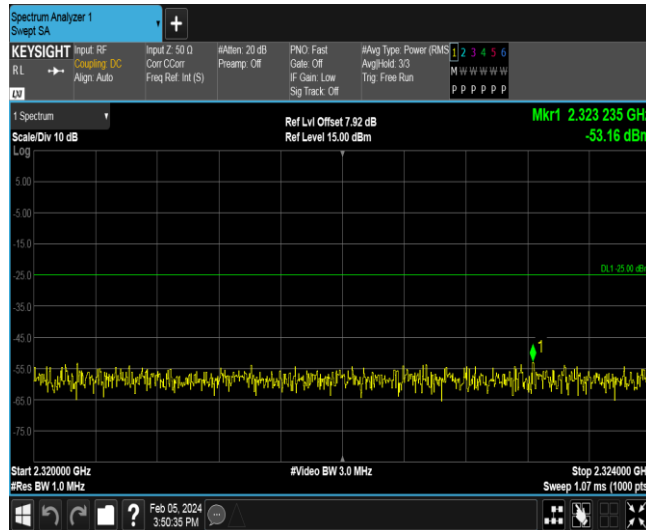 Spectrum Analyzer 1
Swept SA
+
KEYSIGHT Input: RF Input Z: 50 Ω #Atten: 20 dB PNO: Fast #Avg Type: Power (RMS 1 2 3 4 5 6
RL Coupling: DC Corr CCorr Preamp: Off Gate: Off Avg|Hold: 3/3 M W W W W W
Align: Auto Freq Ref: Int (S) IF Gain: Low Trig: Free Run
Sig Track: Off P P P P P P
LXI
1 Spectrum Ref Lvl Offset 7.92 dB Mkr1 2.323 235 GHz
Scale/Div 10 dB Ref Level 15.00 dBm -53.16 dBm
Log
5.00
-5.00
-15.0
-25.0 DL1 -25.00 dBm
-35.0
-45.0
1
-55.0
-65.0
-75.0
Start 2.320000 GHz #Video BW 3.0 MHz Stop 2.324000 GH
#Res BW 1.0 MHz Sweep 1.07 ms (1000 pts
? Feb 05, 2024
3:50:35 PM